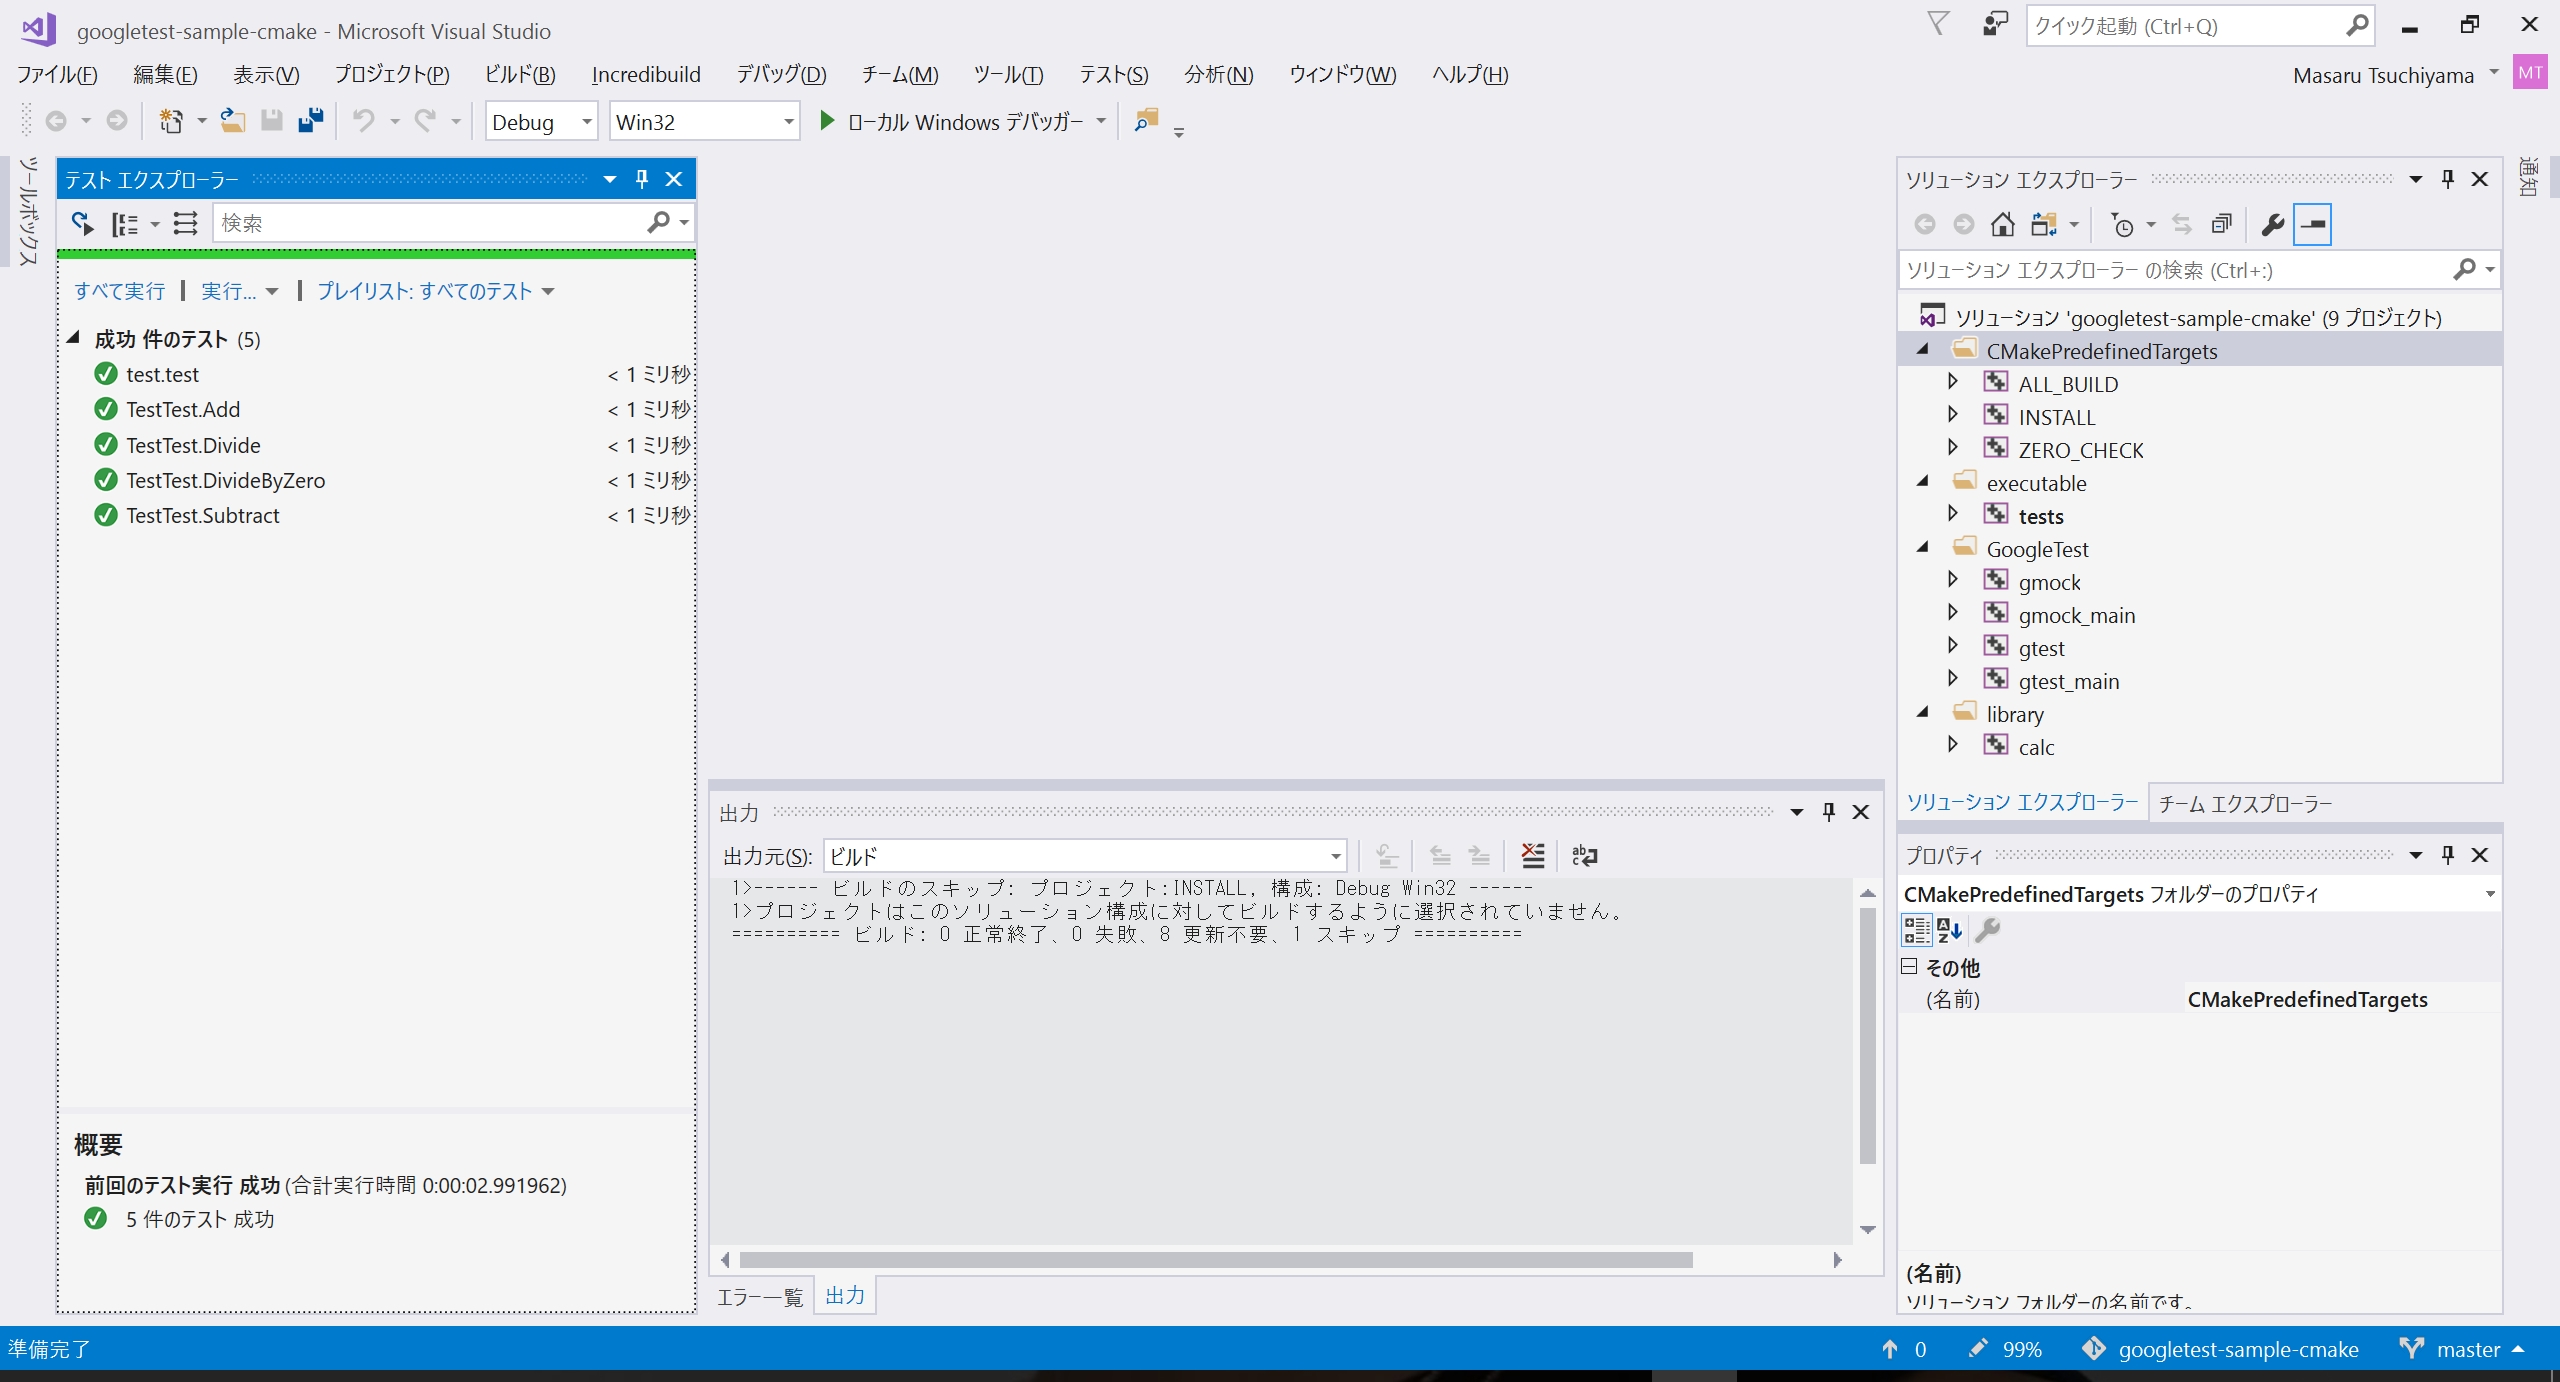 googletest-sample-cmake - Microsoft Visual Studio
クイック起動 (Ctrl+Q)
ファイル(F) 編集(E) 表示(V) プロジェクト(P) ビルド(B) Incredibuild デバッグ(D) チーム(M) ツール(T) テスト(S) 分析(N) ウィンドウ(W) ヘルプ(H)
Masaru Tsuchiyama MT
Debug Win32 ローカル Windows デバッガー
ツールボックス
テスト エクスプローラー
検索
すべて実行 実行... プレイリスト: すべてのテスト
成功 件のテスト (5)
test.test < 1 ミリ秒
TestTest.Add < 1 ミリ秒
TestTest.Divide < 1 ミリ秒
TestTest.DivideByZero < 1 ミリ秒
TestTest.Subtract < 1 ミリ秒
概要
前回のテスト実行 成功 (合計実行時間 0:00:02.991962)
5 件のテスト 成功
出力
出力元(S): ビルド
1>------ ビルドのスキップ: プロジェクト:INSTALL, 構成: Debug Win32 ------
1>プロジェクトはこのソリューション構成に対してビルドするように選択されていません。
========== ビルド: 0 正常終了、0 失敗、8 更新不要、1 スキップ ==========
エラー一覧 出力
ソリューション エクスプローラー
ソリューション エクスプローラー の検索 (Ctrl+:)
ソリューション 'googletest-sample-cmake' (9 プロジェクト)
CMakePredefinedTargets
ALL_BUILD
INSTALL
ZERO_CHECK
executable
tests
GoogleTest
gmock
gmock_main
gtest
gtest_main
library
calc
ソリューション エクスプローラー チーム エクスプローラー
プロパティ
CMakePredefinedTargets フォルダーのプロパティ
その他
(名前) CMakePredefinedTargets
(名前)
ソリューション フォルダーの名前です。
通知
準備完了
0 99% googletest-sample-cmake master